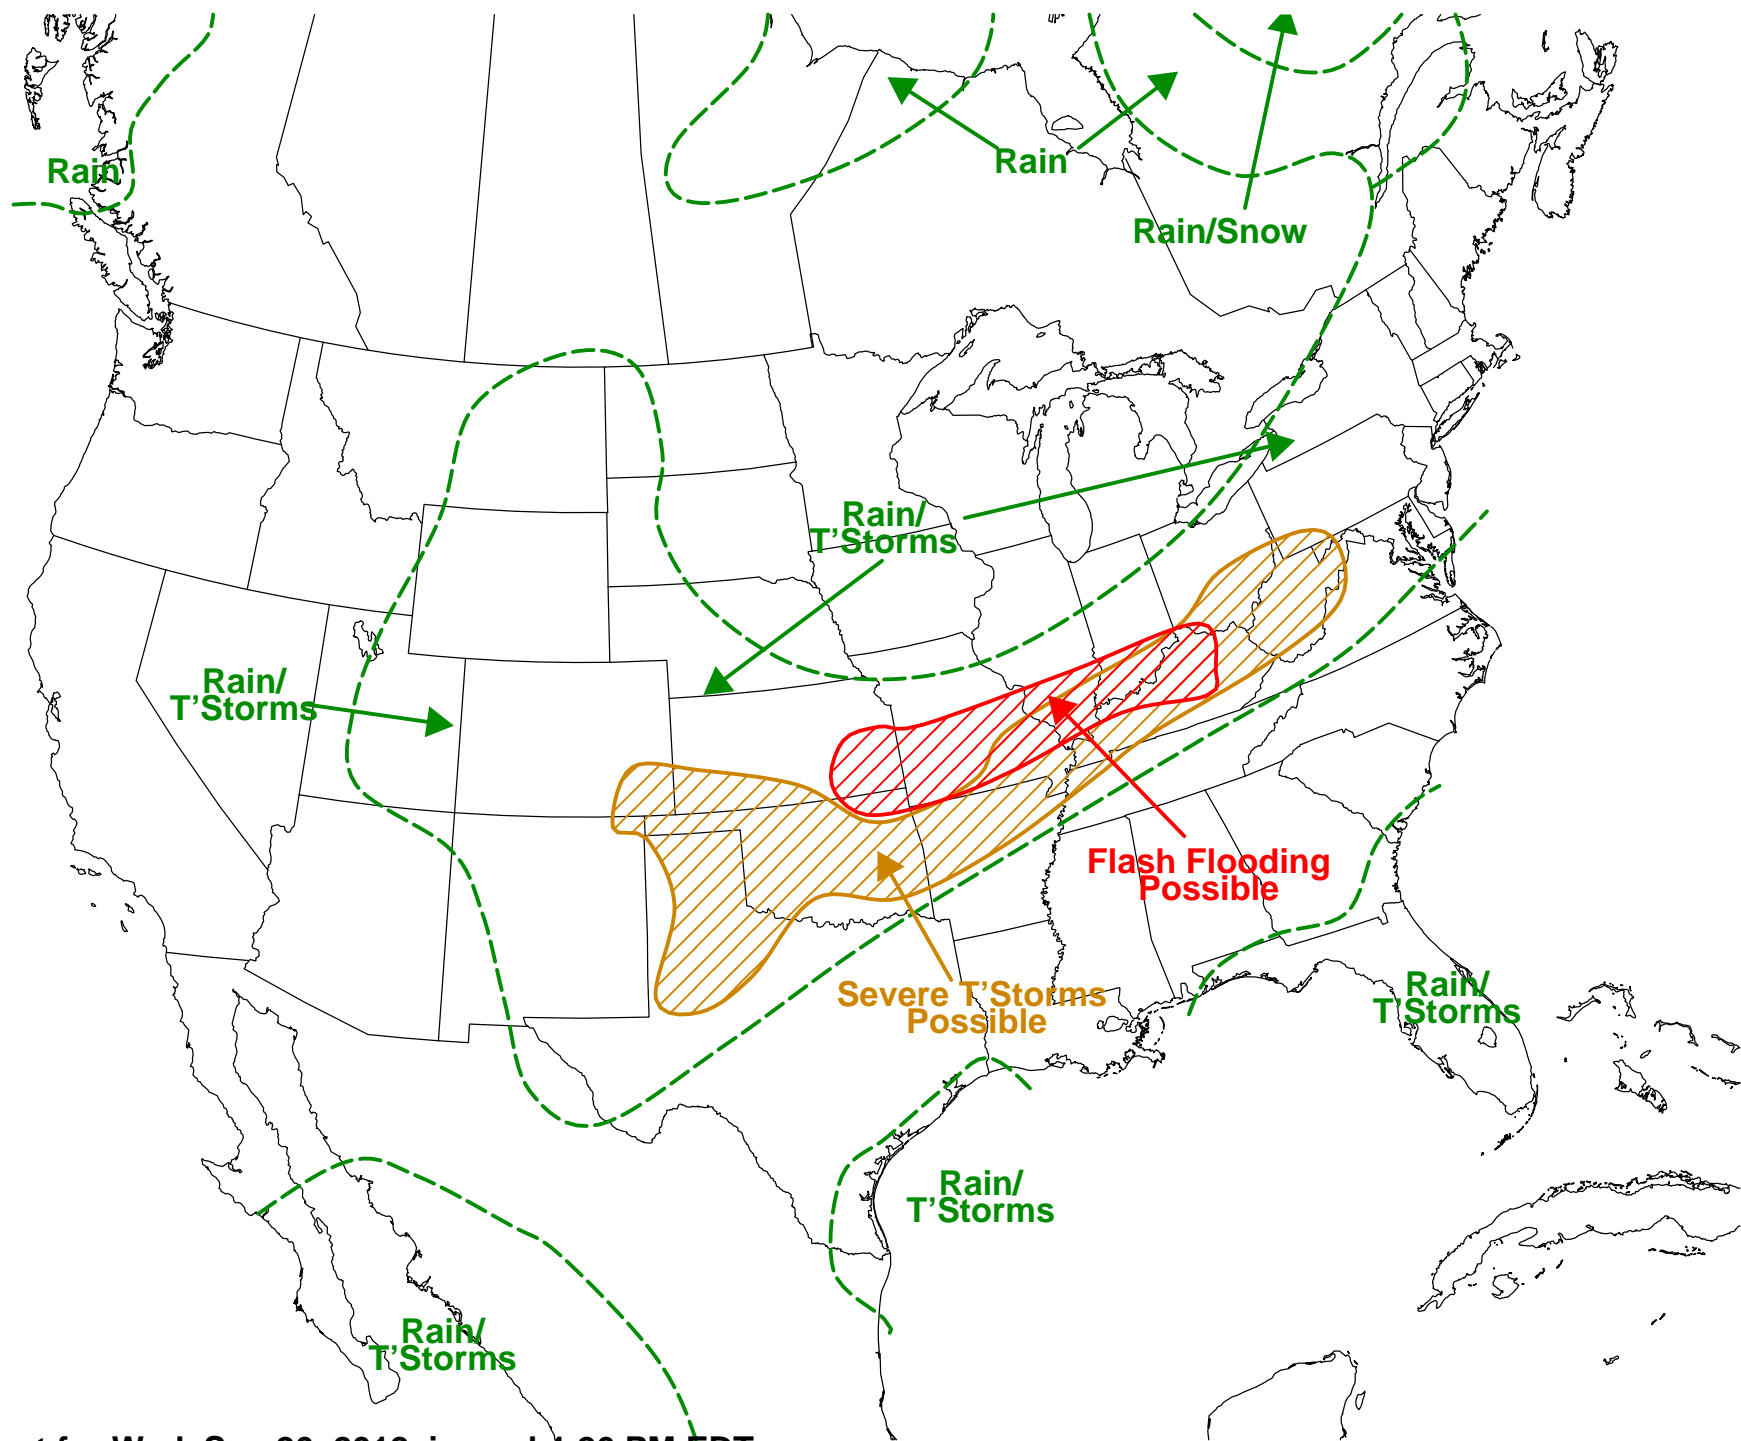 Rain
Rain
Rain/Snow
Rain/
T’Storms
Rain/
T’Storms
Flash Flooding
Possible
Severe T’Storms
Possible
Rain/
T’Storms
Rain/
T’Storms
Rain/
T’Storms